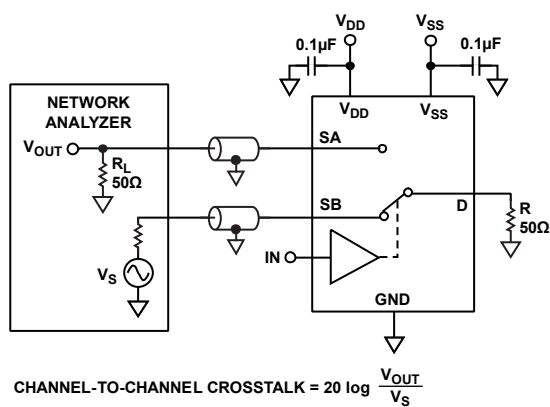 V_DD
V_SS
0.1μF
0.1μF
V_DD
V_SS
NETWORK
ANALYZER
V_OUT
R_L
50Ω
SA
SB
D
R
50Ω
V_S
IN
GND
CHANNEL-TO-CHANNEL CROSSTALK = 20 log V_OUT / V_S